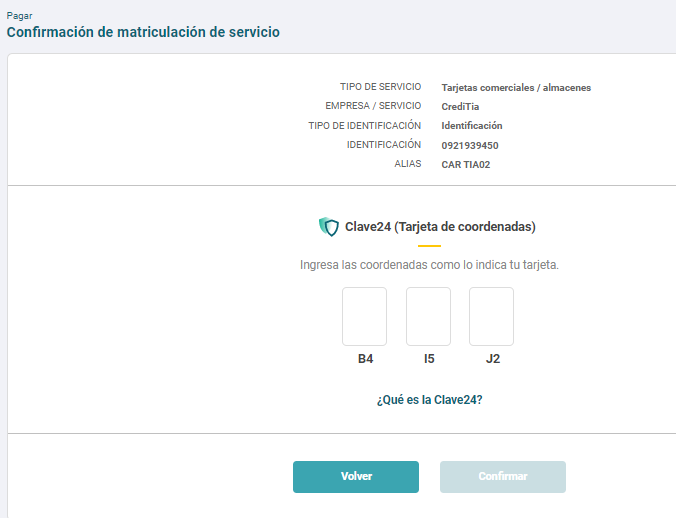 Pagar
Confirmación de matriculación de servicio
TIPO DE SERVICIO Tarjetas comerciales / almacenes
EMPRESA / SERVICIO CrediTia
TIPO DE IDENTIFICACIÓN Identificación
IDENTIFICACIÓN 0921939450
ALIAS CAR TIA02
Clave24 (Tarjeta de coordenadas)
Ingresa las coordenadas como lo indica tu tarjeta.
B4 I5 J2
¿Qué es la Clave24?
Volver Confirmar